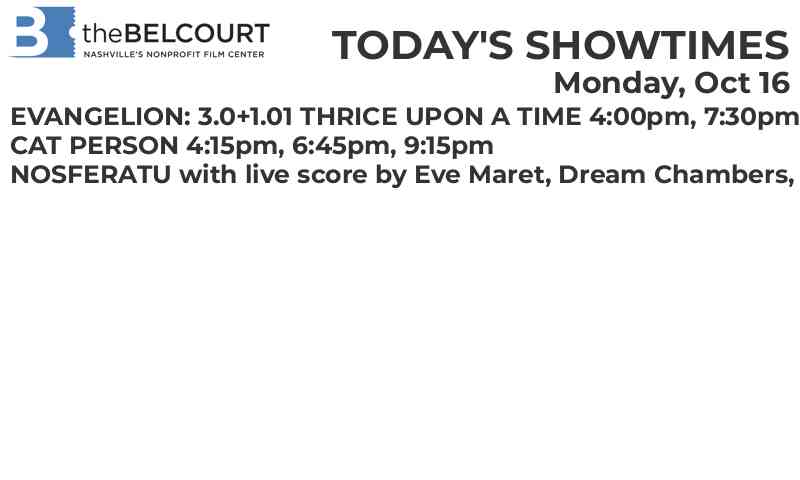 B theBELCOURT
NASHVILLE'S NONPROFIT FILM CENTER
TODAY'S SHOWTIMES
Monday, Oct 16
EVANGELION: 3.0+1.01 THRICE UPON A TIME 4:00pm, 7:30pm
CAT PERSON 4:15pm, 6:45pm, 9:15pm
NOSFERATU with live score by Eve Maret, Dream Chambers,